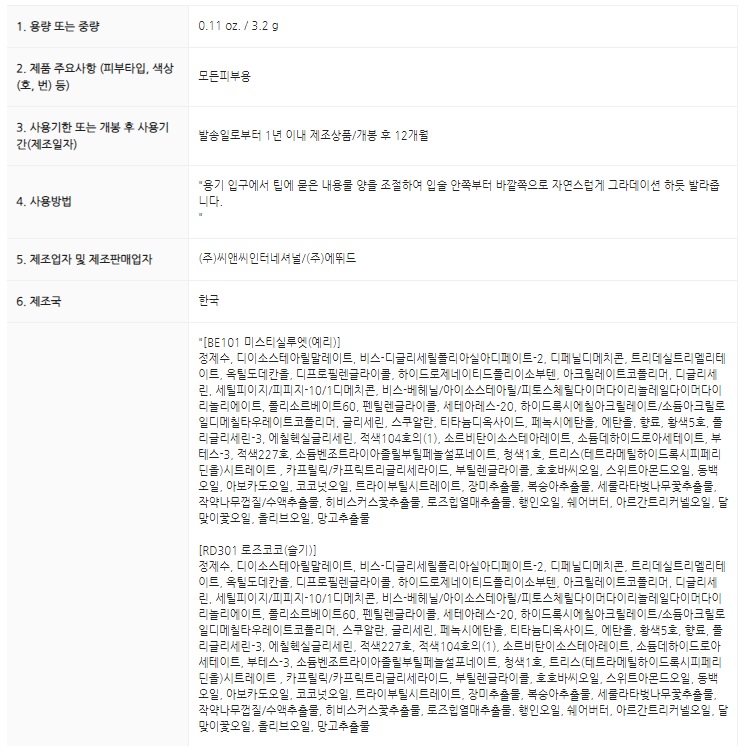 1. 용량 또는 중량
0.11 oz. / 3.2 g
2. 제품 주요사항 (피부타입, 색상
(호, 번) 등)
모든피부용
3. 사용기한 또는 개봉 후 사용기
간(제조일자)
발송일로부터 1년 이내 제조상품/개봉 후 12개월
4. 사용방법
"용기 입구에서 팁에 묻은 내용물 양을 조절하여 입술 안쪽부터 바깥쪽으로 자연스럽게 그라데이션 하듯 발라줍
니다.
"
5. 제조업자 및 제조판매업자
(주)씨앤씨인터네셔널/(주)에뛰드
6. 제조국
한국
"[BE101 미스티실루엣(예리)]
정제수, 디이소스테아릴말레이트, 비스-디글리세릴폴리아실아디페이트-2, 디페닐디메치콘, 트리데실트리멜리테
이트, 옥틸도데칸올, 디프로필렌글라이콜, 하이드로제네이티드폴리이소부텐, 아크릴레이트코폴리머, 디글리세
린, 세틸피이지/피피지-10/1디메치콘, 비스-베헤닐/아이소스테아릴/피토스체릴다이머다이리놀레일다이머다이
리놀리에이트, 폴리소르베이트60, 펜틸렌글라이콜, 세테아레스-20, 하이드록시에칠아크릴레이트/소듐아크릴로
일디메칠타우레이트코폴리머, 글리세린, 스쿠알란, 티타늄디옥사이드, 페녹시에탄올, 에탄올, 향료, 황색5호, 폴
리글리세린-3, 에칠헥실글리세린, 적색104호의(1), 소르비탄이소스테아레이트, 소듐데하이드로아세테이트, 부
테스-3, 적색227호, 소듐벤조트라이아졸릴부틸페놀설포네이트, 청색1호, 트리스(테트라메틸하이드록시피페리
딘올)시트레이트 , 카프릴릭/카프릭트리글리세라이드, 부틸렌글라이콜, 호호바씨오일, 스위트아몬드오일, 동백
오일, 아보카도오일, 코코넛오일, 트라이부틸시트레이트, 장미추출물, 복숭아추출물, 세룰라타벚나무꽃추출물,
작약나무껍질/수액추출물, 히비스커스꽃추출물, 로즈힙열매추출물, 행인오일, 쉐어버터, 아르간트리커넬오일, 달
맞이꽃오일, 올리브오일, 망고추출물
[RD301 로즈코코(슬기)]
정제수, 디이소스테아릴말레이트, 비스-디글리세릴폴리아실아디페이트-2, 디페닐디메치콘, 트리데실트리멜리테
이트, 옥틸도데칸올, 디프로필렌글라이콜, 하이드로제네이티드폴리이소부텐, 아크릴레이트코폴리머, 디글리세
린, 세틸피이지/피피지-10/1디메치콘, 비스-베헤닐/아이소스테아릴/피토스체릴다이머다이리놀레일다이머다이
리놀리에이트, 폴리소르베이트60, 펜틸렌글라이콜, 세테아레스-20, 하이드록시에칠아크릴레이트/소듐아크릴로
일디메칠타우레이트코폴리머, 스쿠알란, 글리세린, 페녹시에탄올, 티타늄디옥사이드, 에탄올, 황색5호, 향료, 폴
리글리세린-3, 에칠헥실글리세린, 적색227호, 적색104호의(1), 소르비탄이소스테아레이트, 소듐데하이드로아
세테이트, 부테스-3, 소듐벤조트라이아졸릴부틸페놀설포네이트, 청색1호, 트리스(테트라메틸하이드록시피페리
딘올)시트레이트 , 카프릴릭/카프릭트리글리세라이드, 부틸렌글라이콜, 호호바씨오일, 스위트아몬드오일, 동백
오일, 아보카도오일, 코코넛오일, 트라이부틸시트레이트, 장미추출물, 복숭아추출물, 세룰라타벚나무꽃추출물,
작약나무껍질/수액추출물, 히비스커스꽃추출물, 로즈힙열매추출물, 행인오일, 쉐어버터, 아르간트리커넬오일, 달
맞이꽃오일, 올리브오일, 망고추출물